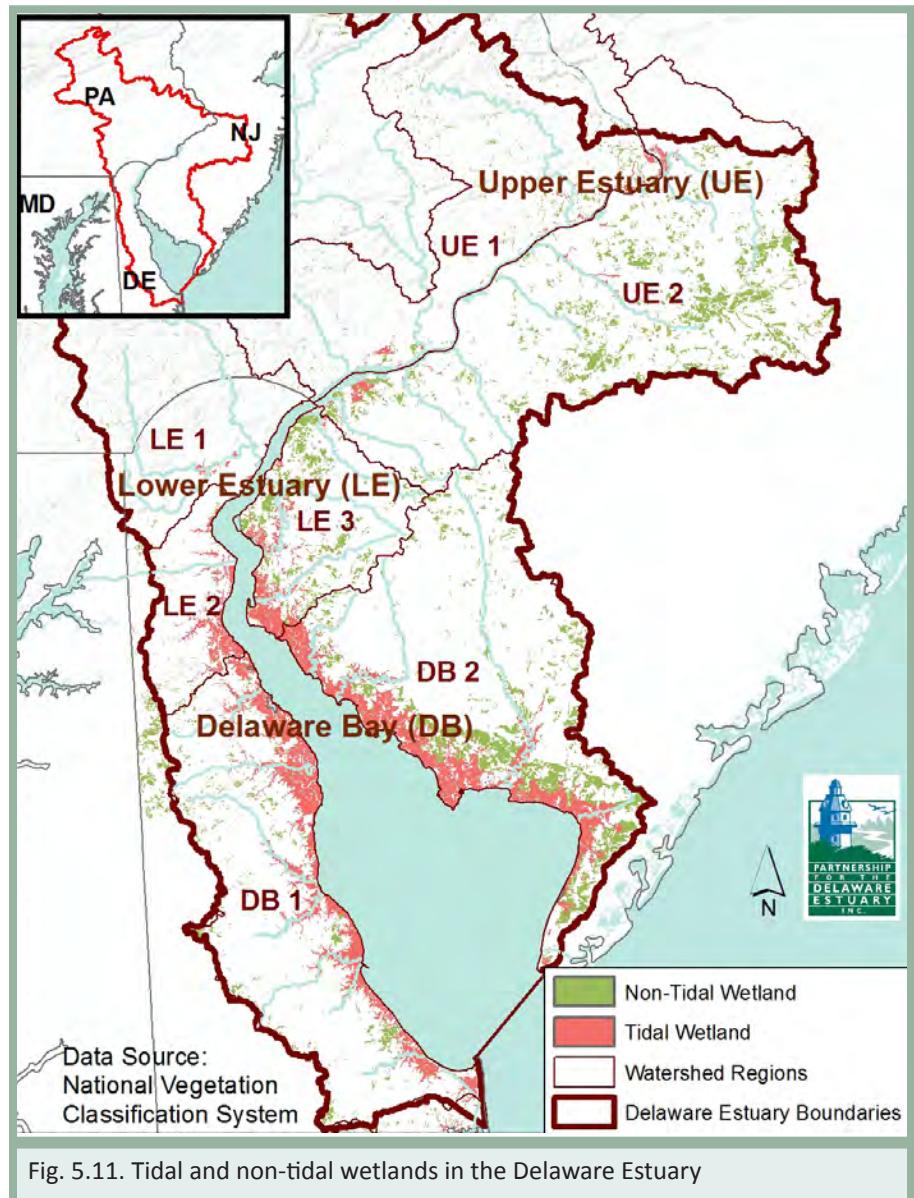 PA
NJ
MD
DE
Upper Estuary (UE)
UE 1
UE 2
LE 1
Lower Estuary (LE)
LE 3
LE 2
DB 2
Delaware Bay (DB)
DB 1
N
PARTNERSHIP
FOR THE
DELAWARE
ESTUARY
INC.
Non-Tidal Wetland
Tidal Wetland
Watershed Regions
Delaware Estuary Boundaries
Data Source:
National Vegetation
Classification System
Fig. 5.11. Tidal and non-tidal wetlands in the Delaware Estuary